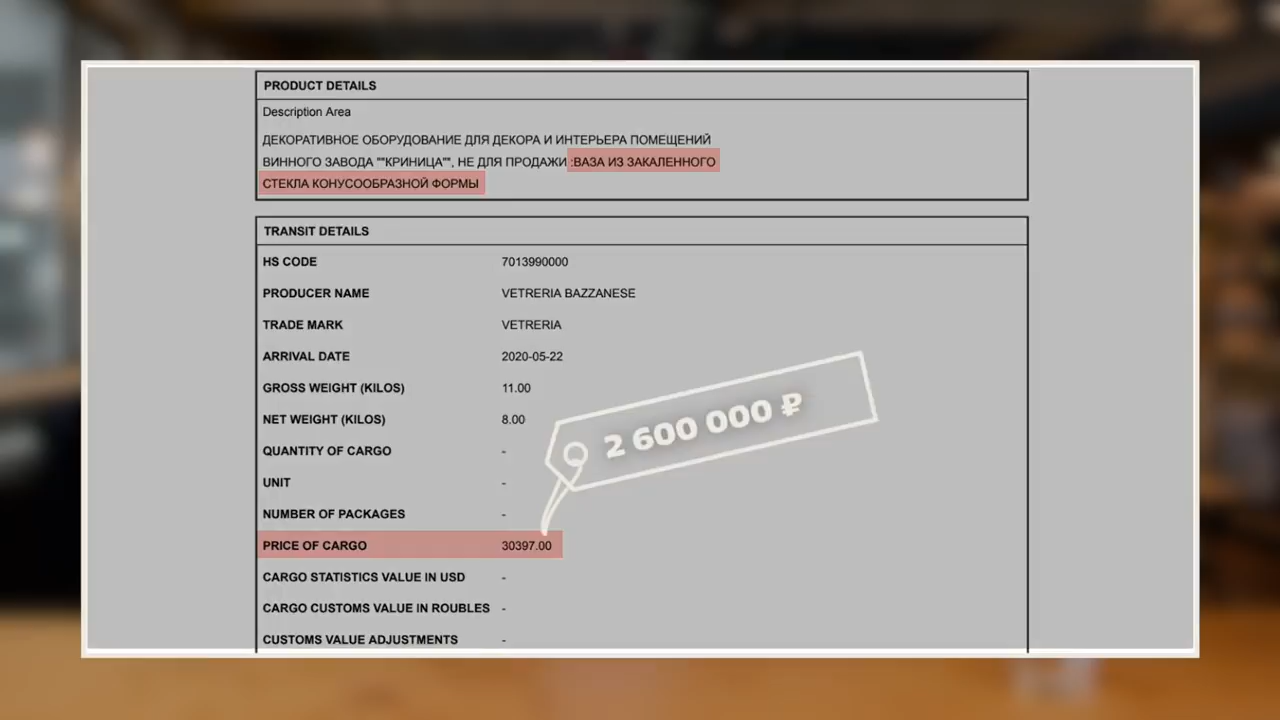 PRODUCT DETAILS
Description Area
ДЕКОРАТИВНОЕ ОБОРУДОВАНИЕ ДЛЯ ДЕКОРА И ИНТЕРЬЕРА ПОМЕЩЕНИЙ
ВИННОГО ЗАВОДА ""КРИНИЦА"", НЕ ДЛЯ ПРОДАЖИ :ВАЗА ИЗ ЗАКАЛЕННОГО
СТЕКЛА КОНУСООБРАЗНОЙ ФОРМЫ
TRANSIT DETAILS
HS CODE 7013990000
PRODUCER NAME VETRERIA BAZZANESE
TRADE MARK VETRERIA
ARRIVAL DATE 2020-05-22
GROSS WEIGHT (KILOS) 11.00
NET WEIGHT (KILOS) 8.00
2 600 000 ₽
QUANTITY OF CARGO -
UNIT -
NUMBER OF PACKAGES -
PRICE OF CARGO 30397.00
CARGO STATISTICS VALUE IN USD -
CARGO CUSTOMS VALUE IN ROUBLES -
CUSTOMS VALUE ADJUSTMENTS -